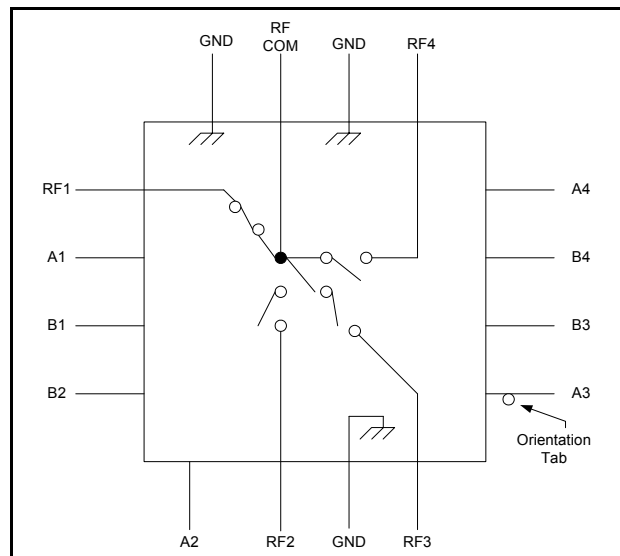 GND
RF
COM
GND
RF4
RF1
A1
B1
B2
A4
B4
B3
A3
Orientation
Tab
A2
RF2
GND
RF3